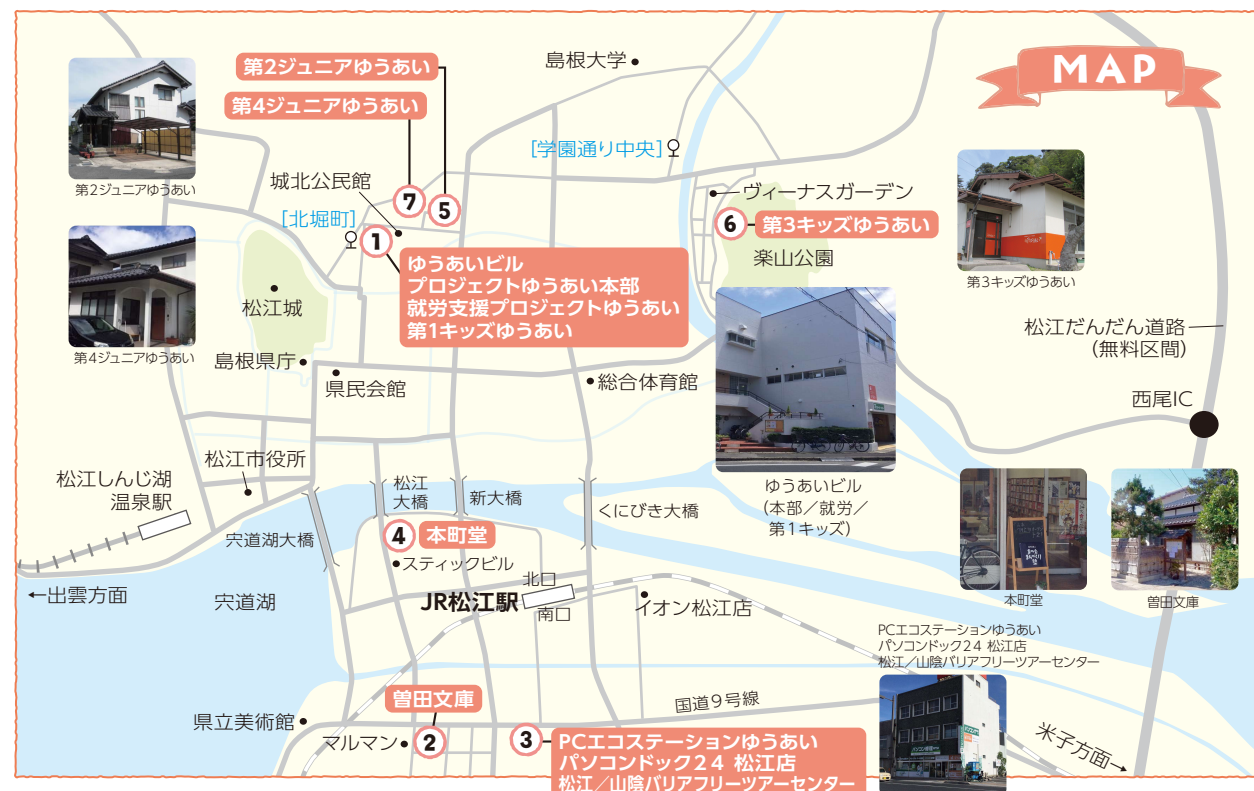 MAP
第2ジュニアゆうあい
第4ジュニアゆうあい
島根大学
[学園通り中央]
第2ジュニアゆうあい
城北公民館
7
5
[北堀町]
1
ゆうあいビル
プロジェクトゆうあい本部
就労支援プロジェクトゆうあい
第1キッズゆうあい
ヴィーナスガーデン
6
第3キッズゆうあい
楽山公園
第3キッズゆうあい
松江城
第4ジュニアゆうあい
島根県庁
県民会館
総合体育館
松江だんだん道路
(無料区間)
西尾IC
松江市役所
松江しんじ湖
温泉駅
松江
大橋
新大橋
くにびき大橋
宍道湖大橋
ゆうあいビル
(本部/就労/
第1キッズ)
4
本町堂
スティックビル
北口
JR松江駅
南口
イオン松江店
←出雲方面
宍道湖
本町堂
曽田文庫
PCエコステーションゆうあい
パソコンドック24 松江店
松江/山陰バリアフリーツアーセンター
曽田文庫
国道9号線
県立美術館
マルマン
2
3
PCエコステーションゆうあい
パソコンドック24 松江店
松江/山陰バリアフリーツアーセンター
米子方面→